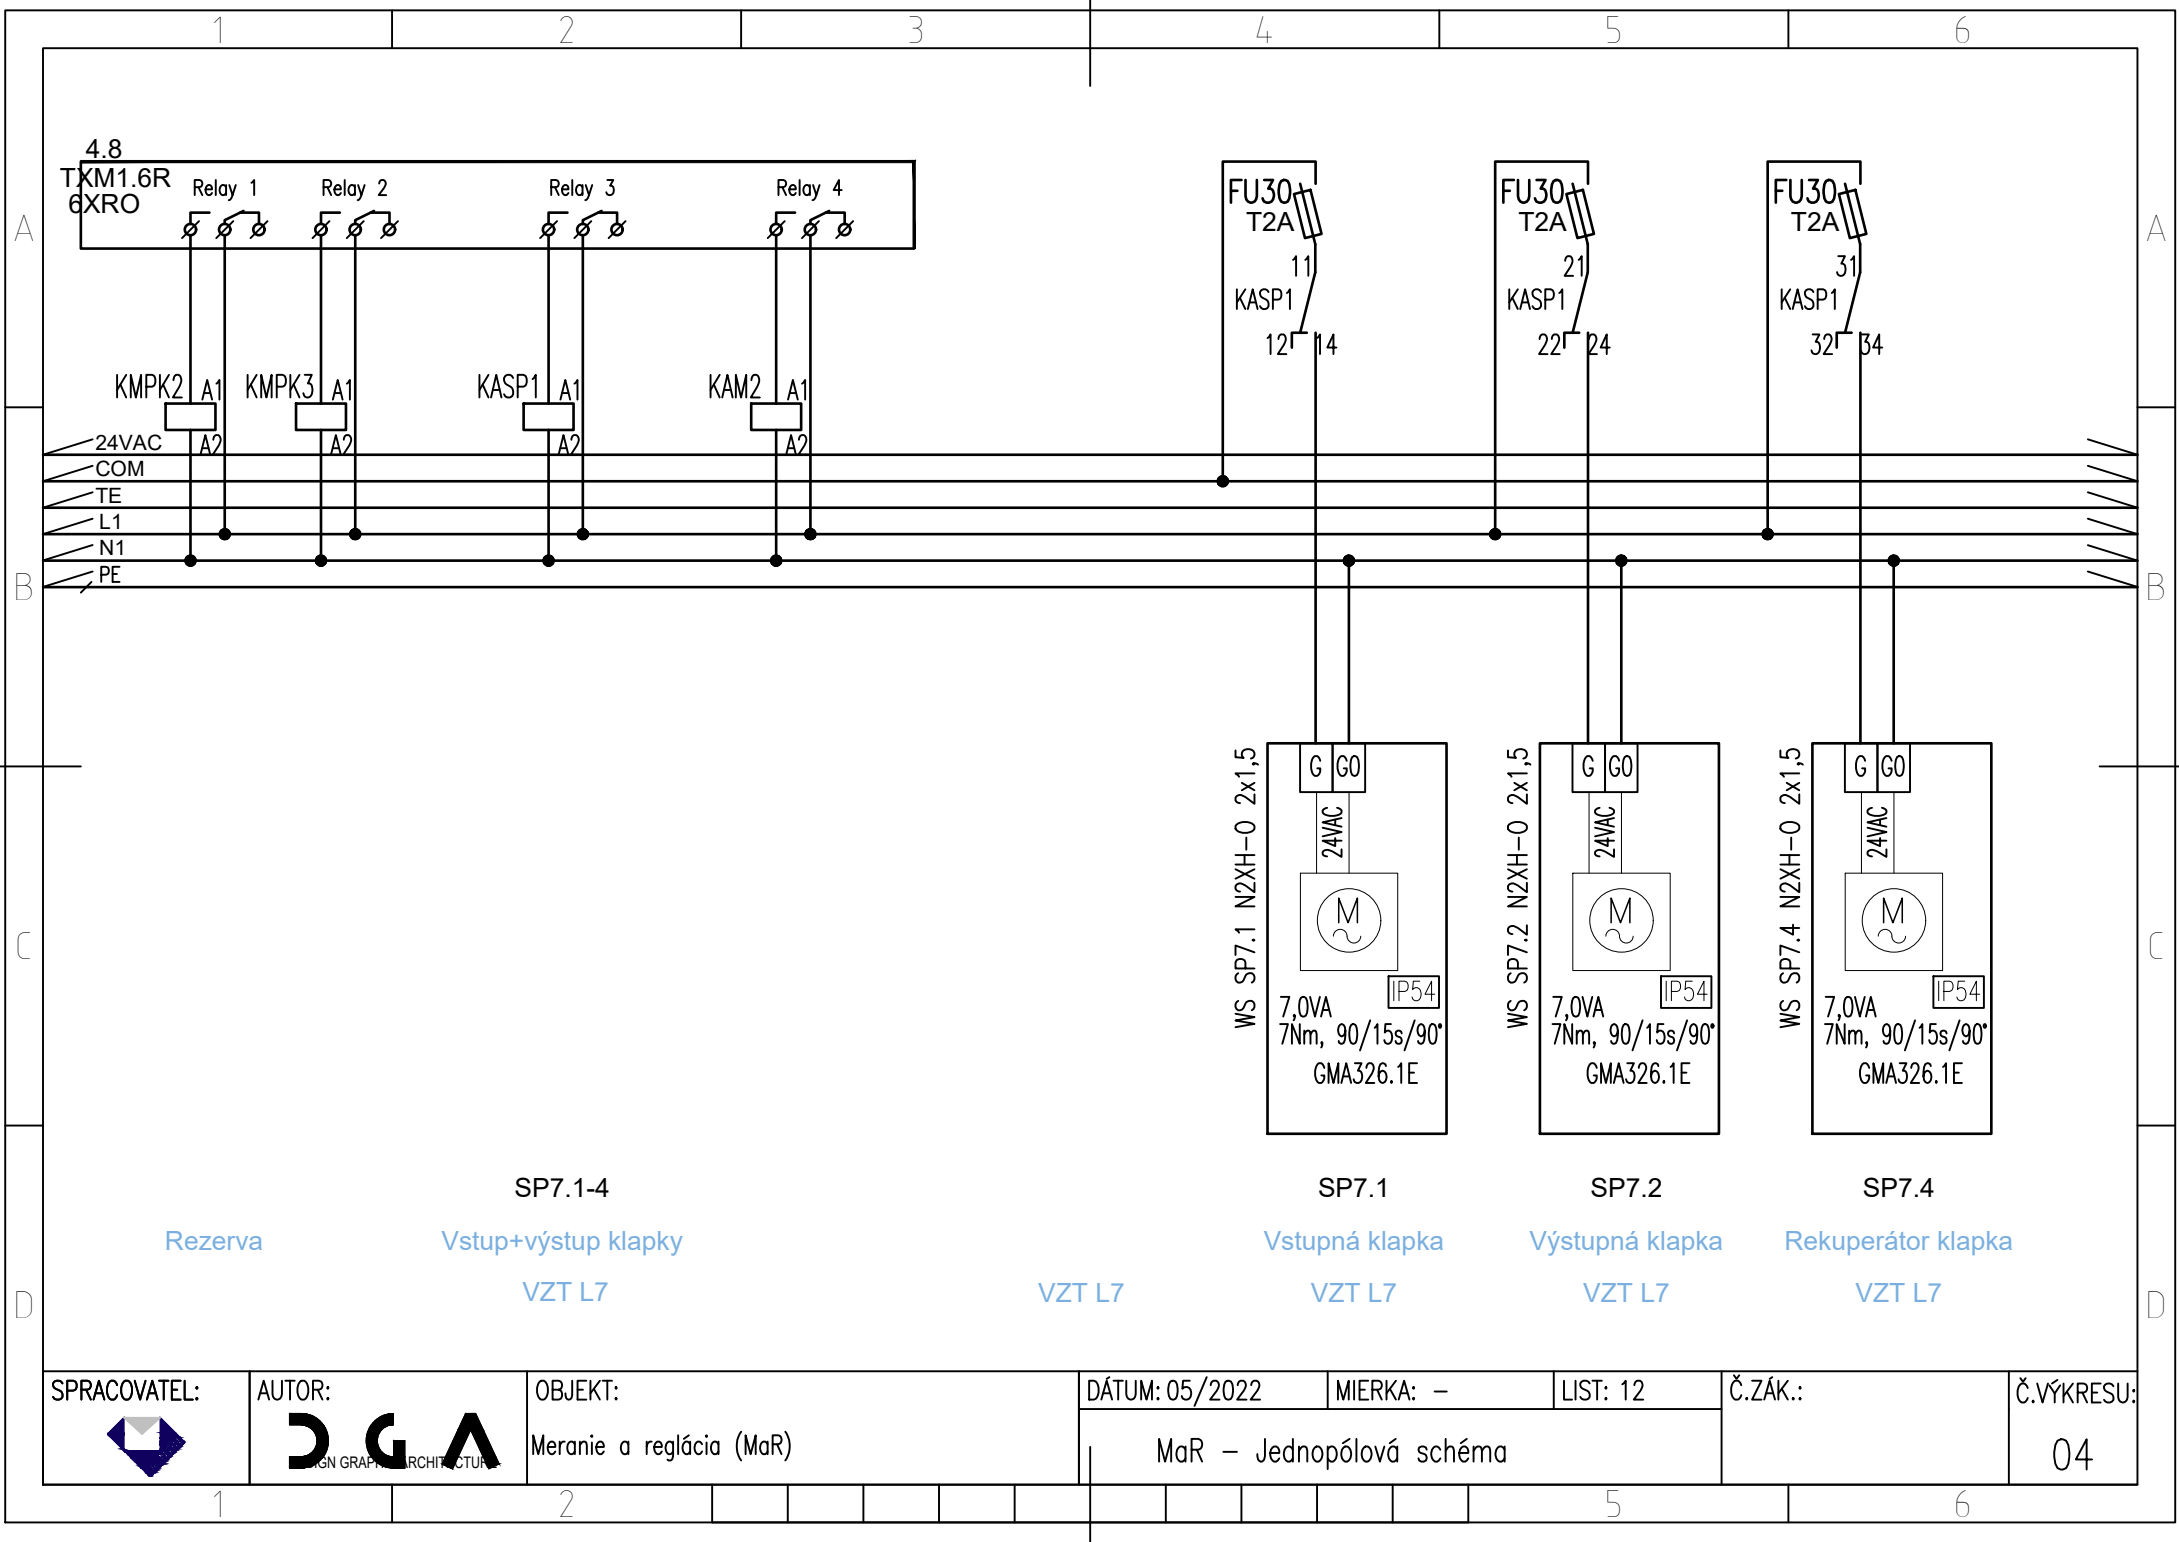 1 2 3 4 5 6
4.8
TXM1.6R
6XRO
Relay 1 Relay 2 Relay 3 Relay 4
A A
FU30 FU30 FU30
T2A T2A T2A
11 21 31
KASP1 KASP1 KASP1
12 14 22 24 32 34
KMPK2 A1 KMPK3 A1 KASP1 A1 KAM2 A1
A2 A2 A2 A2
24VAC
COM
TE
L1
N1
PE
B B
G G0 G G0 G G0
24VAC 24VAC 24VAC
WS SP7.1 N2XH-O 2x1,5
WS SP7.2 N2XH-O 2x1,5
WS SP7.4 N2XH-O 2x1,5
M M M
C C
IP54 IP54 IP54
7,0VA 7,0VA 7,0VA
7Nm, 90/15s/90° 7Nm, 90/15s/90° 7Nm, 90/15s/90°
GMA326.1E GMA326.1E GMA326.1E
SP7.1-4 SP7.1 SP7.2 SP7.4
Rezerva Vstup+výstup klapky Vstupná klapka Výstupná klapka Rekuperátor klapka
VZT L7 VZT L7 VZT L7 VZT L7 VZT L7
D D
SPRACOVATEL: AUTOR: OBJEKT: DÁTUM: 05/2022 MIERKA: – LIST: 12 Č.ZÁK.: Č.VÝKRESU:
DGA
Meranie a reglácia (MaR) MaR – Jednopólová schéma 04
1 2 5 6